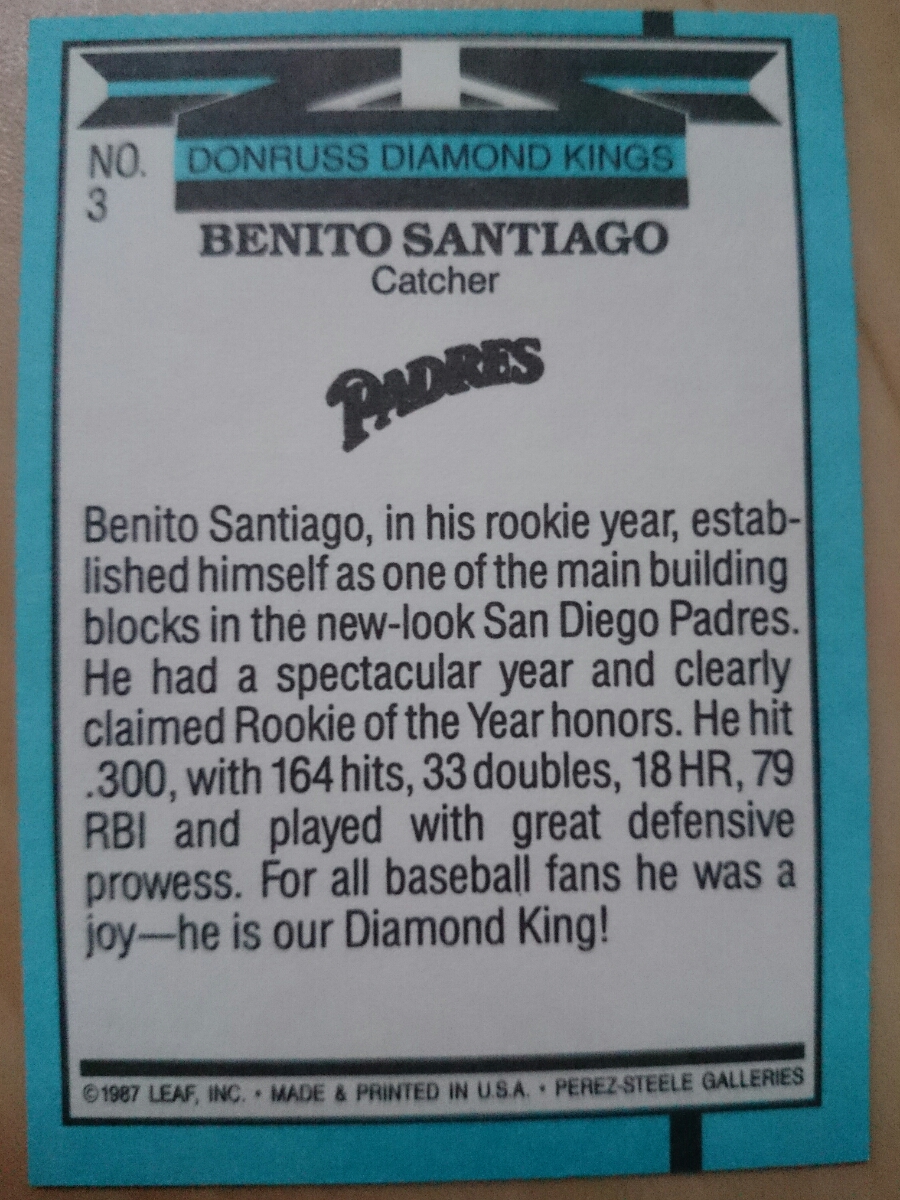 NO.
3
DONRUSS DIAMOND KINGS
BENITO SANTIAGO
Catcher
PADRES
Benito Santiago, in his rookie year, estab-
lished himself as one of the main building
blocks in the new-look San Diego Padres.
He had a spectacular year and clearly
claimed Rookie of the Year honors. He hit
.300, with 164 hits, 33 doubles, 18 HR, 79
RBI and played with great defensive
prowess. For all baseball fans he was a
joy—he is our Diamond King!
©1987 LEAF, INC. • MADE & PRINTED IN U.S.A. • PEREZ-STEELE GALLERIES